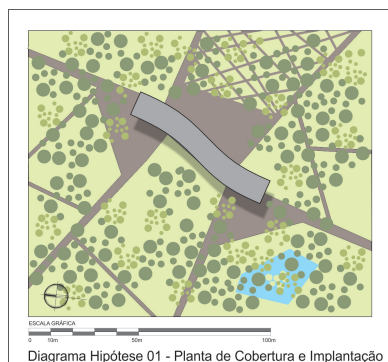 ESCALA GRÁFICA
0 10m 50m 100m
Diagrama Hipótese 01 - Planta de Cobertura e Implantação